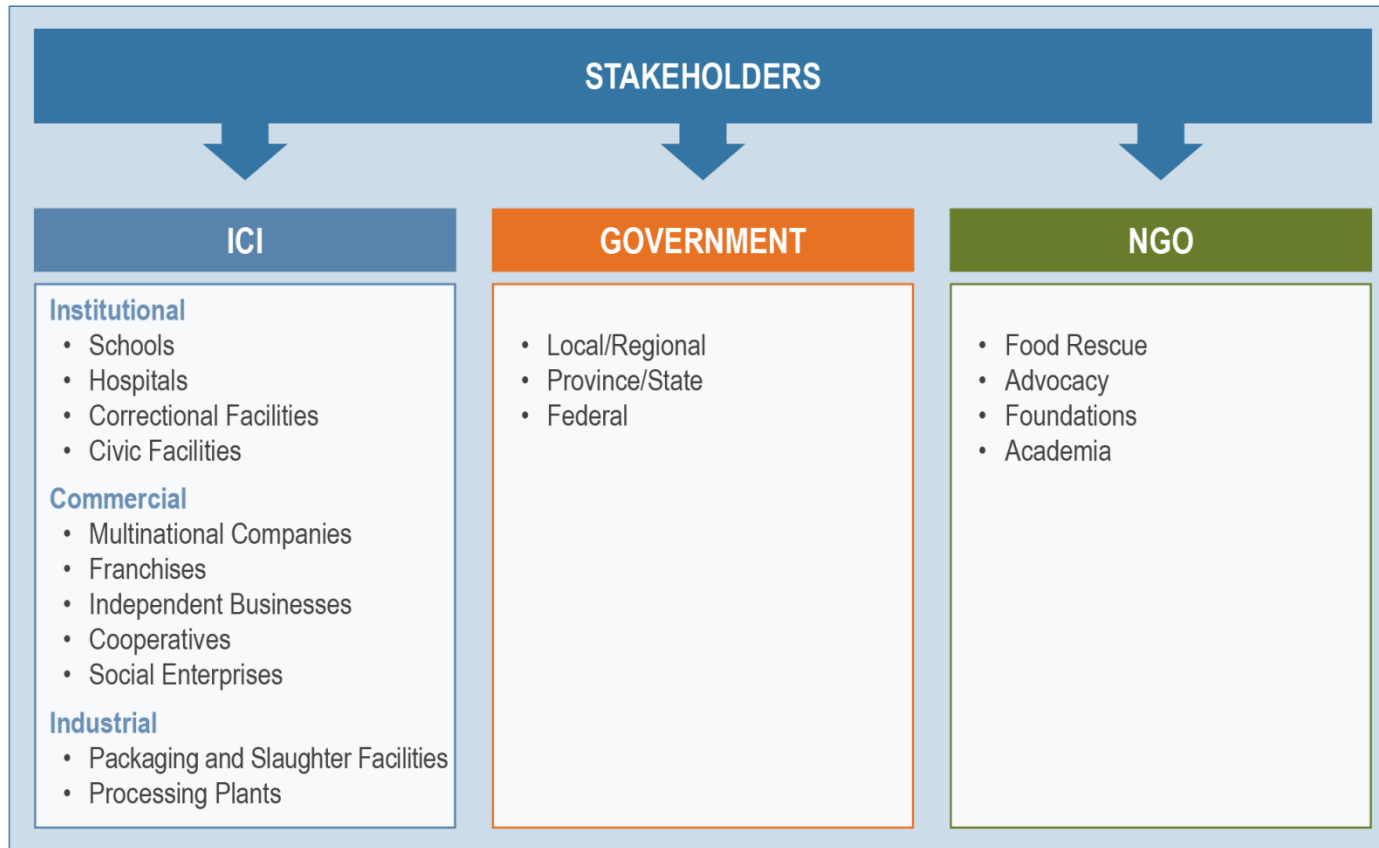 STAKEHOLDERS
ICI
Institutional
• Schools
• Hospitals
• Correctional Facilities
• Civic Facilities
Commercial
• Multinational Companies
• Franchises
• Independent Businesses
• Cooperatives
• Social Enterprises
Industrial
• Packaging and Slaughter Facilities
• Processing Plants
GOVERNMENT
• Local/Regional
• Province/State
• Federal
NGO
• Food Rescue
• Advocacy
• Foundations
• Academia